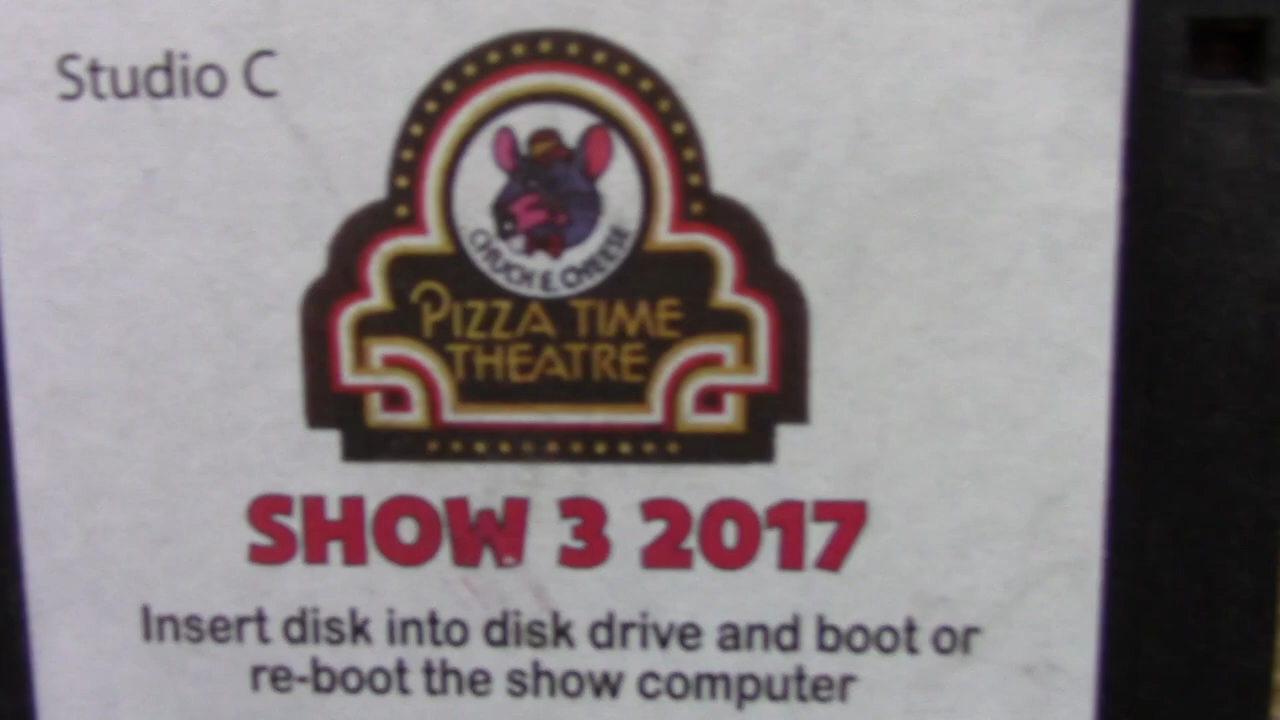 Studio C
CHUCK E. CHEESE
PIZZA TIME
THEATRE
SHOW 3 2017
Insert disk into disk drive and boot or
re-boot the show computer